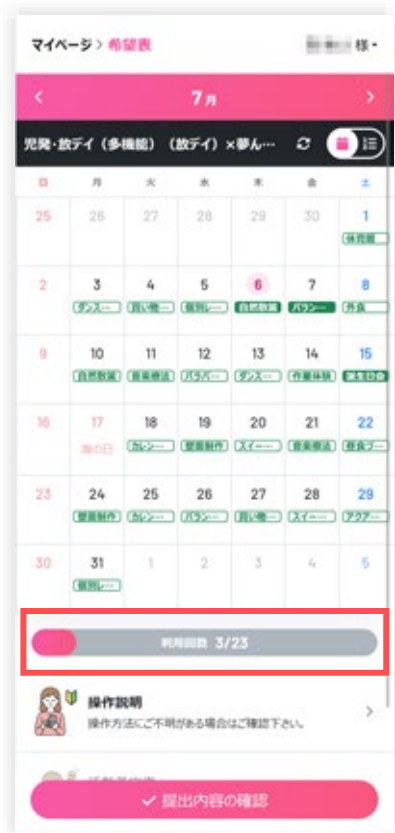 マイページ > 希望表
様
7月
児発・放デイ（多機能）（放デイ）×夢ん…
日 月 火 水 木 金 土
25 26 27 28 29 30 1
体育館
2 3 4 5 6 7 8
ダンス… 買い物… 個別レ… 自然散策 バラン… 外食
9 10 11 12 13 14 15
自然散策 音楽療法 バラバ… ダンス… 作業体験 誕生日会
16 17 18 19 20 21 22
海の日 カレン… 壁面制作 スイー… 音楽療法 昼食づ…
23 24 25 26 27 28 29
壁面制作 カレン… バラン… 買い物… スイー… アクア…
30 31 1 2 3 4 5
個別レ…
利用回数 3/23
操作説明
操作方法にご不明がある場合はご確認下さい。
✓ 提出内容の確認